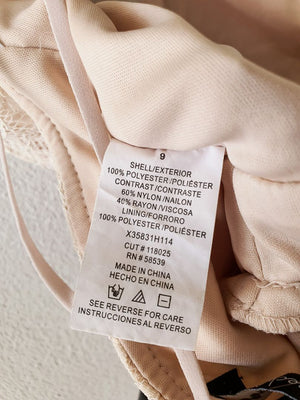 9
SHELL/EXTERIOR
100% POLYESTER/POLIÉSTER
CONTRAST/CONTRASTE
60% NYLON/NAILON
40% RAYON/VISCOSA
LINING/FORRORO
100% POLYESTER/POLIÉSTER
X35831H114
CUT # 118025
RN # 58539
MADE IN CHINA
HECHO EN CHINA
SEE REVERSE FOR CARE
INSTRUCCIONES AL REVERSO